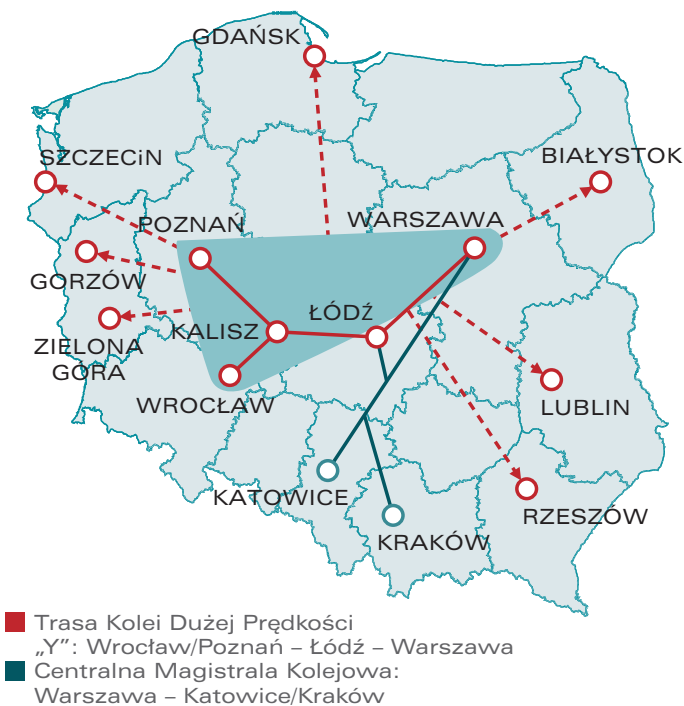 GDAŃSK
SZCZECiN
BIAŁYSTOK
POZNAŃ
WARSZAWA
GORZÓW
ŁÓDŹ
KALISZ
ZIELONA
GÓRA
WROCŁAW
LUBLIN
KATOWICE
RZESZÓW
KRAKÓW
Trasa Kolei Dużej Prędkości
„Y”: Wrocław/Poznań – Łódź – Warszawa
Centralna Magistrala Kolejowa:
Warszawa – Katowice/Kraków